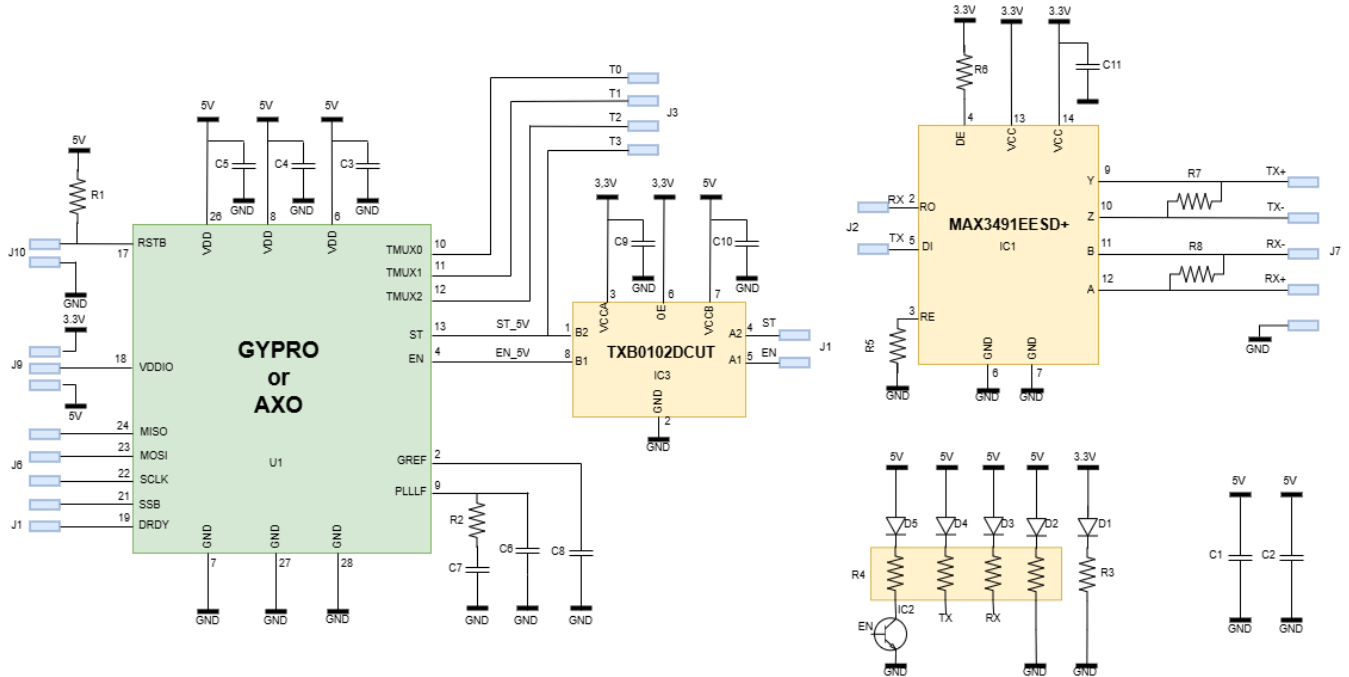 3.3V
3.3V
3.3V
T0
T1
T2
T3
J3
R6
C11
4
13
14
DE
VCC
VCC
GND
5V
5V
5V
C5
C4
C3
GND
GND
GND
26
8
6
VDD
VDD
VDD
5V
R1
J10
RSTB
17
GND
3.3V
J9
18
VDDIO
5V
24
MISO
23
MOSI
J6
22
SCLK
21
SSB
J1
19
DRDY
GYPRO
or
AXO
U1
TMUX0
10
TMUX1
11
TMUX2
12
ST
13
ST_5V
EN
4
EN_5V
GREF
2
PLLLF
9
R2
C7
C6
C8
GND
GND
GND
GND
GND
GND
7
27
28
GND
GND
GND
3,3V
3,3V
5V
C9
C10
GND
GND
3
6
7
VCCA
OE
VCCB
1
B2
A2
4
ST
8
B1
A1
5
EN
J1
TXB0102DCUT
IC3
GND
2
GND
J2
RX
2
RO
TX
5
DI
MAX3491EESD+
IC1
Y
9
R7
TX+
Z
10
TX-
B
11
R8
RX-
J7
A
12
RX+
GND
3
RE
R5
GND
GND
GND
6
7
GND
GND
5V
5V
5V
5V
3.3V
D5
D4
D3
D2
D1
R4
R3
IC2
TX
RX
EN
GND
GND
GND
5V
5V
C1
C2
GND
GND